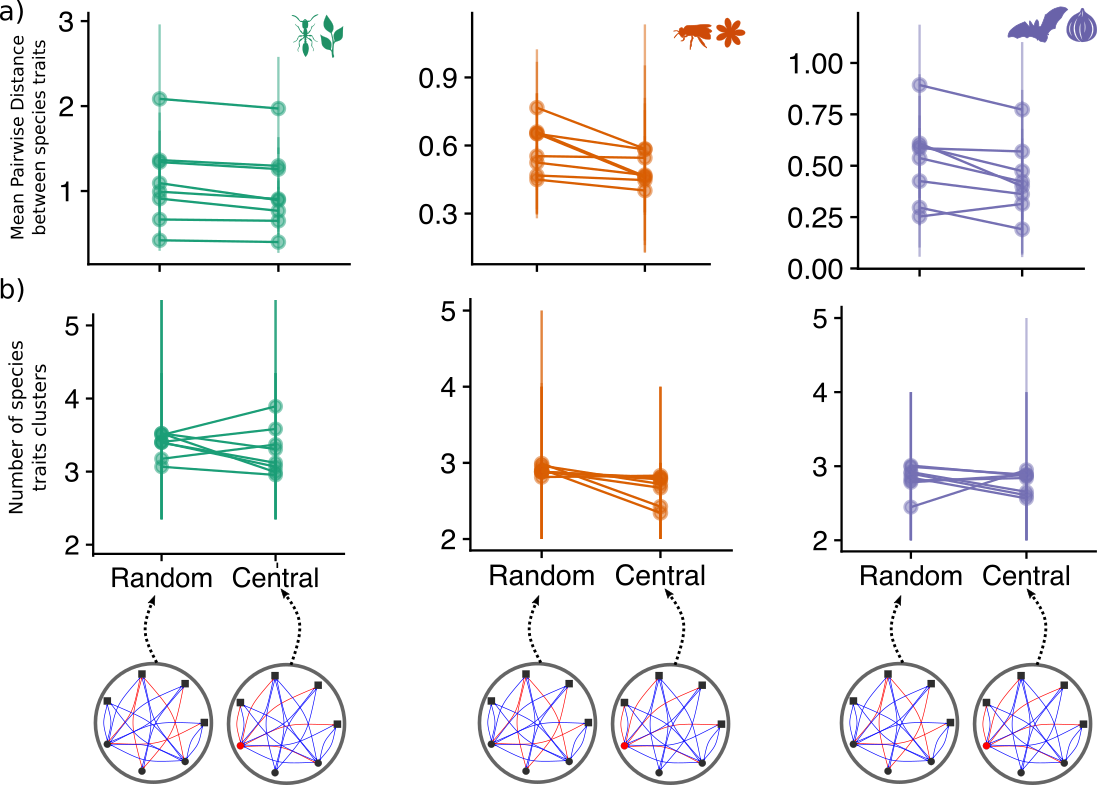 a)
Mean Pairwise Distance
between species traits
3
2
1
0.9
0.6
0.3
1.00
0.75
0.50
0.25
0.00
b)
Number of species
traits clusters
5
4
3
2
5
4
3
2
5
4
3
2
Random Central
Random Central
Random Central